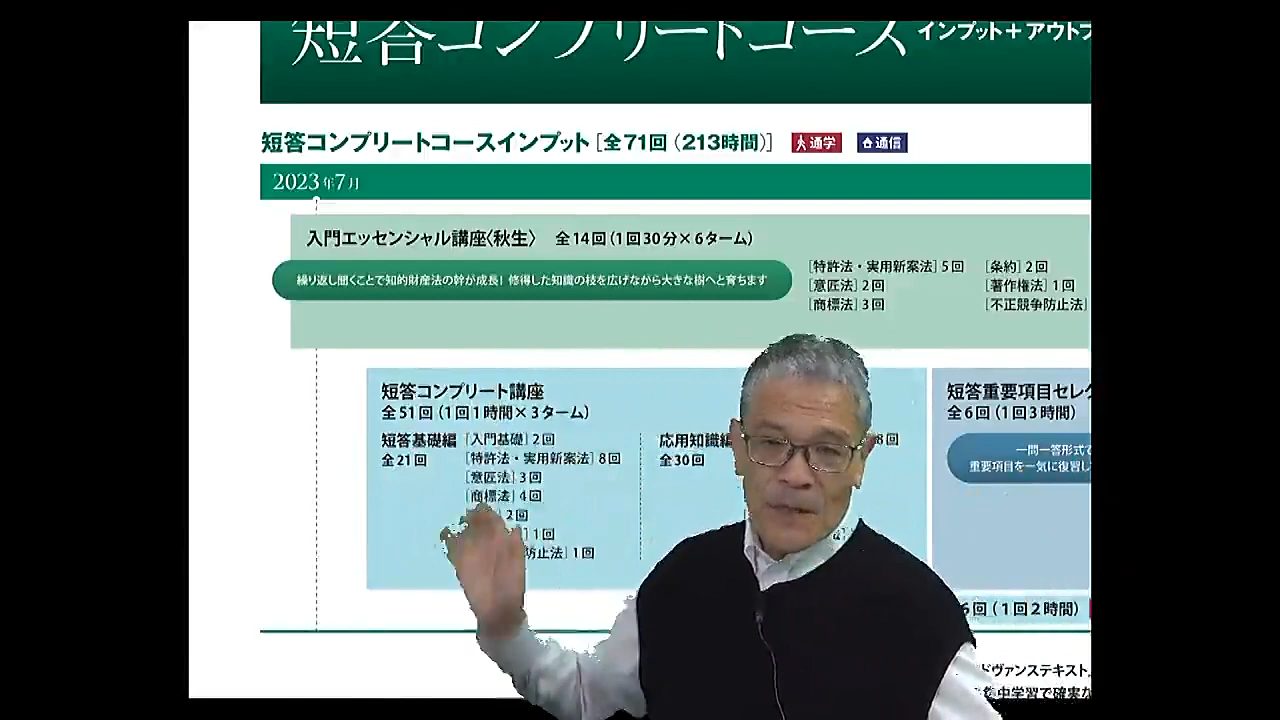 短答コンプリートコース インプット+アウトプ
短答コンプリートコースインプット［全71回（213時間）］ 通学 通信
2023年7月
入門エッセンシャル講座〈秋生〉 全14回（1回30分×6ターム）
繰り返し聞くことで知的財産法の幹が成長！修得した知識の枝を広げながら大きな樹へと育ちます
［特許法・実用新案法］5回
［意匠法］2回
［商標法］3回
［条約］2回
［著作権法］1回
［不正競争防止法］
短答コンプリート講座
全51回（1回1時間×3ターム）
短答基礎編
全21回
［入門基礎］2回
［特許法・実用新案法］8回
［意匠法］3回
［商標法］4回
2回
］1回
防止法］1回
応用知識編
全30回
8回
短答重要項目セレク
全6回（1回3時間）
一問一答形式で
重要項目を一気に復習し
6回（1回2時間）
ドヴァンステキスト
集中学習で確実な